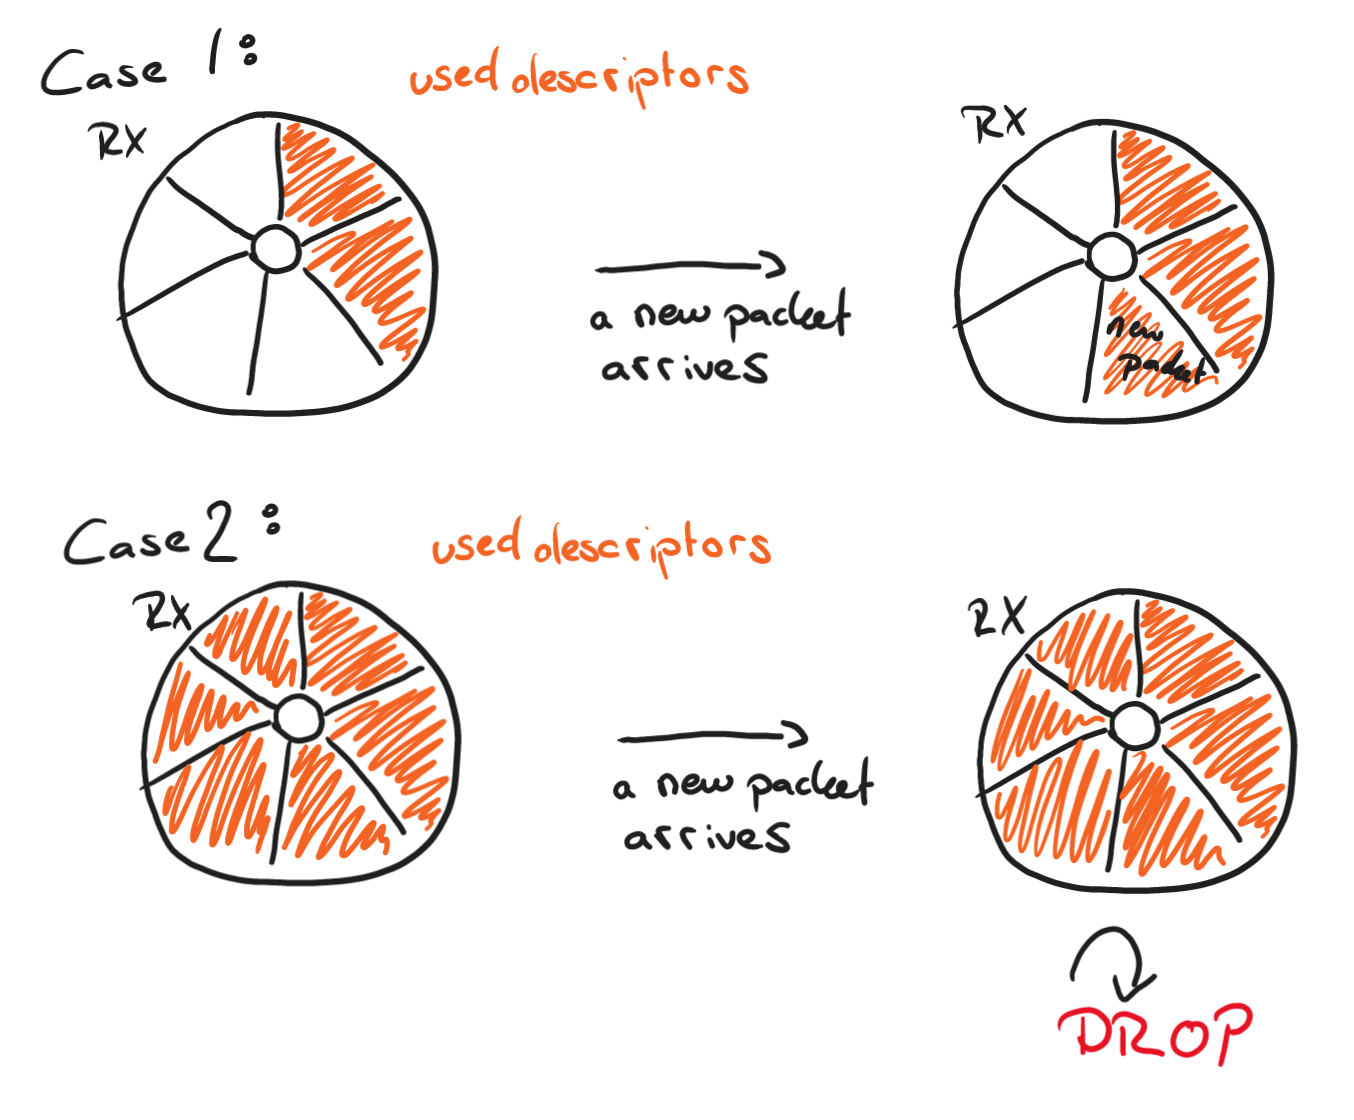 Case 1:
used descriptors
RX
RX
a new packet
arrives
new
packet
Case 2:
used descriptors
RX
RX
a new packet
arrives
DROP